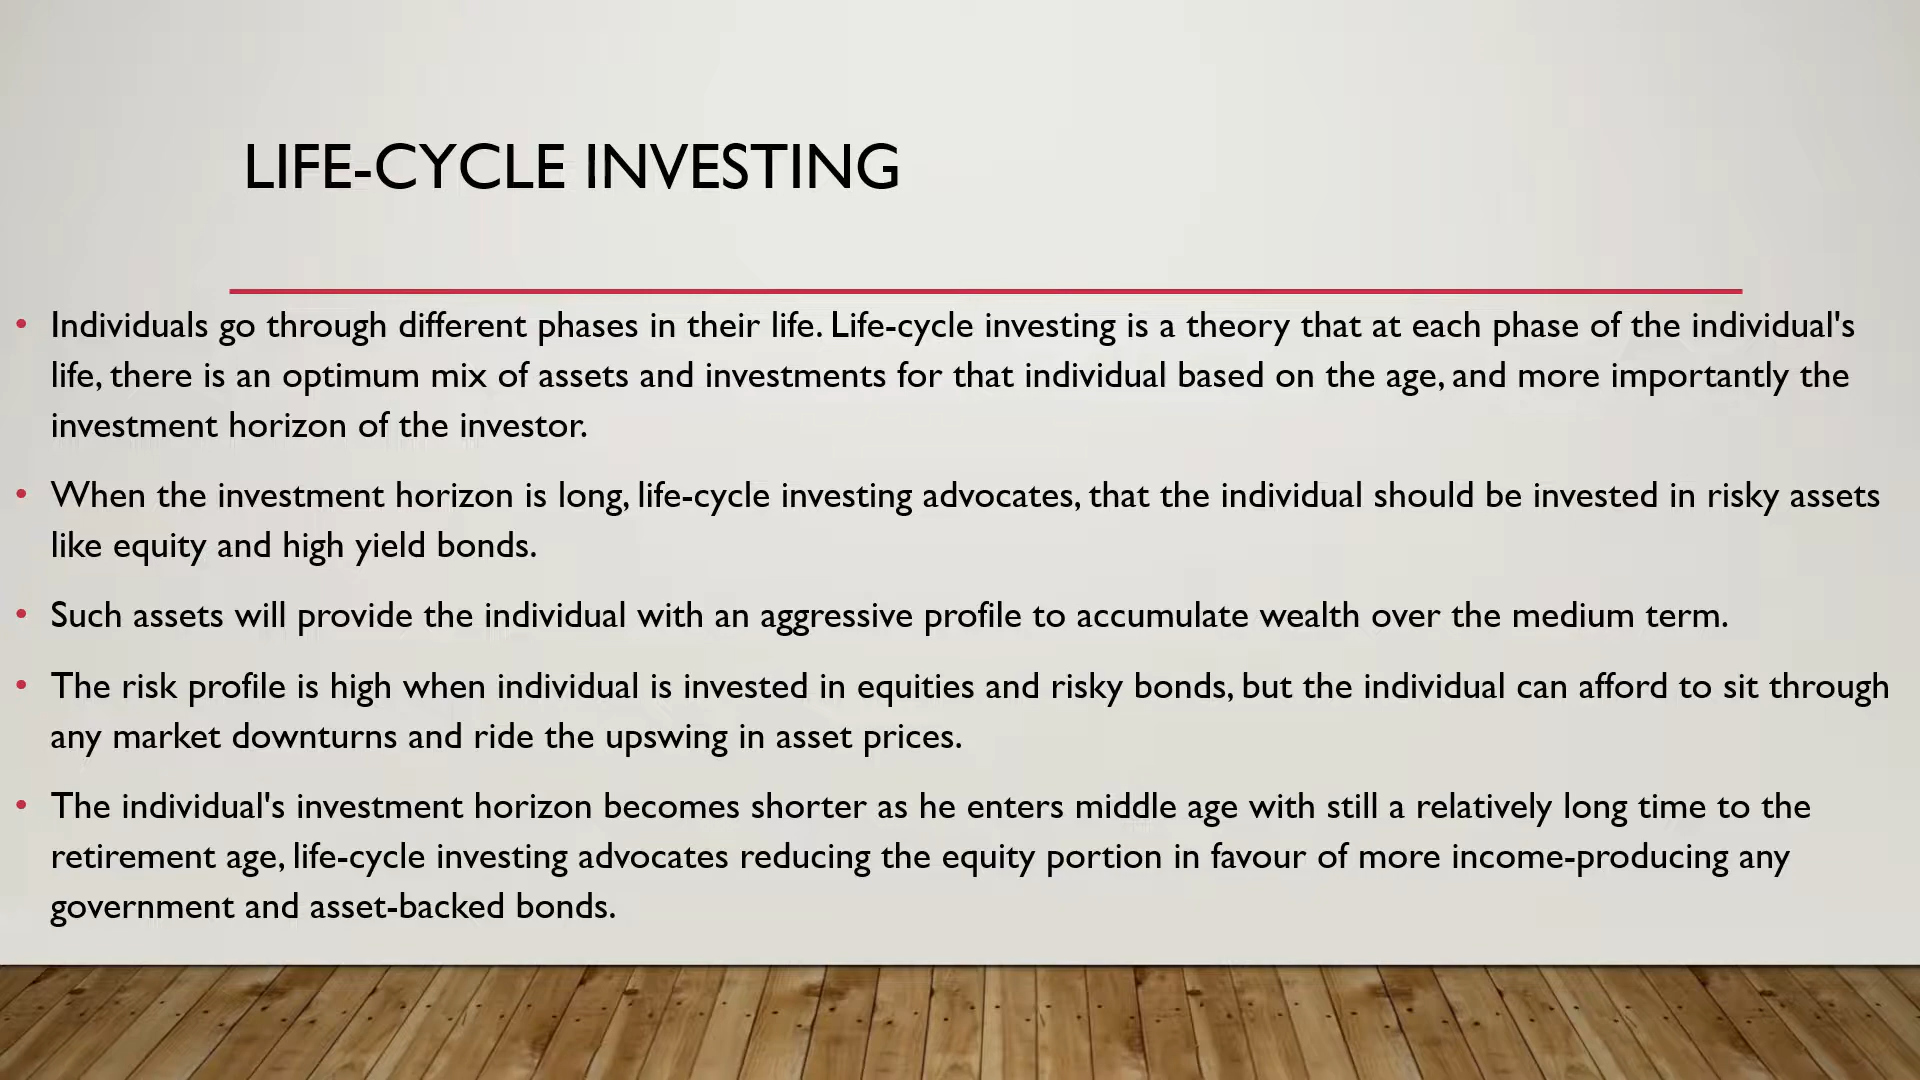 LIFE-CYCLE INVESTING
• Individuals go through different phases in their life. Life-cycle investing is a theory that at each phase of the individual's
life, there is an optimum mix of assets and investments for that individual based on the age, and more importantly the
investment horizon of the investor.
• When the investment horizon is long, life-cycle investing advocates, that the individual should be invested in risky assets
like equity and high yield bonds.
• Such assets will provide the individual with an aggressive profile to accumulate wealth over the medium term.
• The risk profile is high when individual is invested in equities and risky bonds, but the individual can afford to sit through
any market downturns and ride the upswing in asset prices.
• The individual's investment horizon becomes shorter as he enters middle age with still a relatively long time to the
retirement age, life-cycle investing advocates reducing the equity portion in favour of more income-producing any
government and asset-backed bonds.